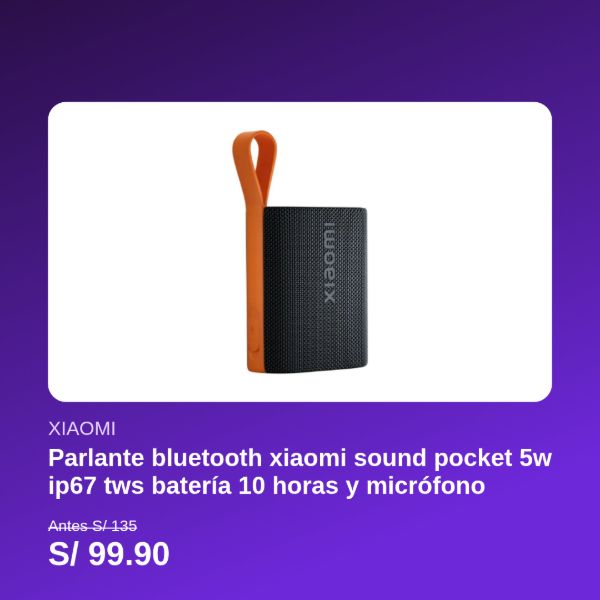 xiaomi
XIAOMI
Parlante bluetooth xiaomi sound pocket 5w
ip67 tws batería 10 horas y micrófono
Antes S/ 135
S/ 99.90